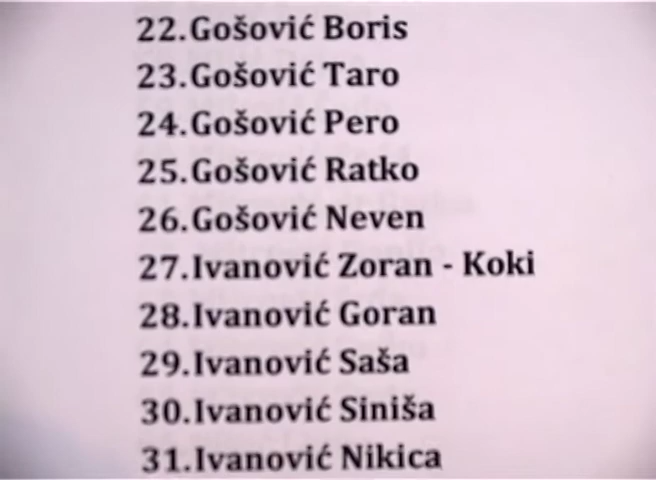 22.Gošović Boris
23.Gošović Taro
24.Gošović Pero
25.Gošović Ratko
26.Gošović Neven
27.Ivanović Zoran - Koki
28.Ivanović Goran
29.Ivanović Saša
30.Ivanović Siniša
31.Ivanović Nikica